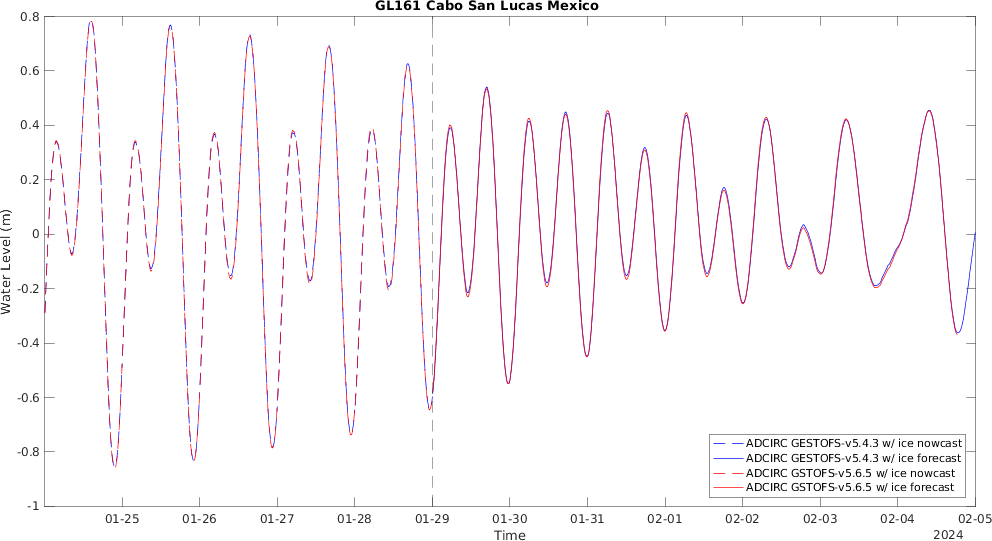 GL161 Cabo San Lucas Mexico
Water Level (m)
0.8
0.6
0.4
0.2
0
-0.2
-0.4
-0.6
-0.8
-1
ADCIRC GESTOFS-v5.4.3 w/ ice nowcast
ADCIRC GESTOFS-v5.4.3 w/ ice forecast
ADCIRC GSTOFS-v5.6.5 w/ ice nowcast
ADCIRC GSTOFS-v5.6.5 w/ ice forecast
01-25 01-26 01-27 01-28 01-29 01-30 01-31 02-01 02-02 02-03 02-04 02-05
Time
2024